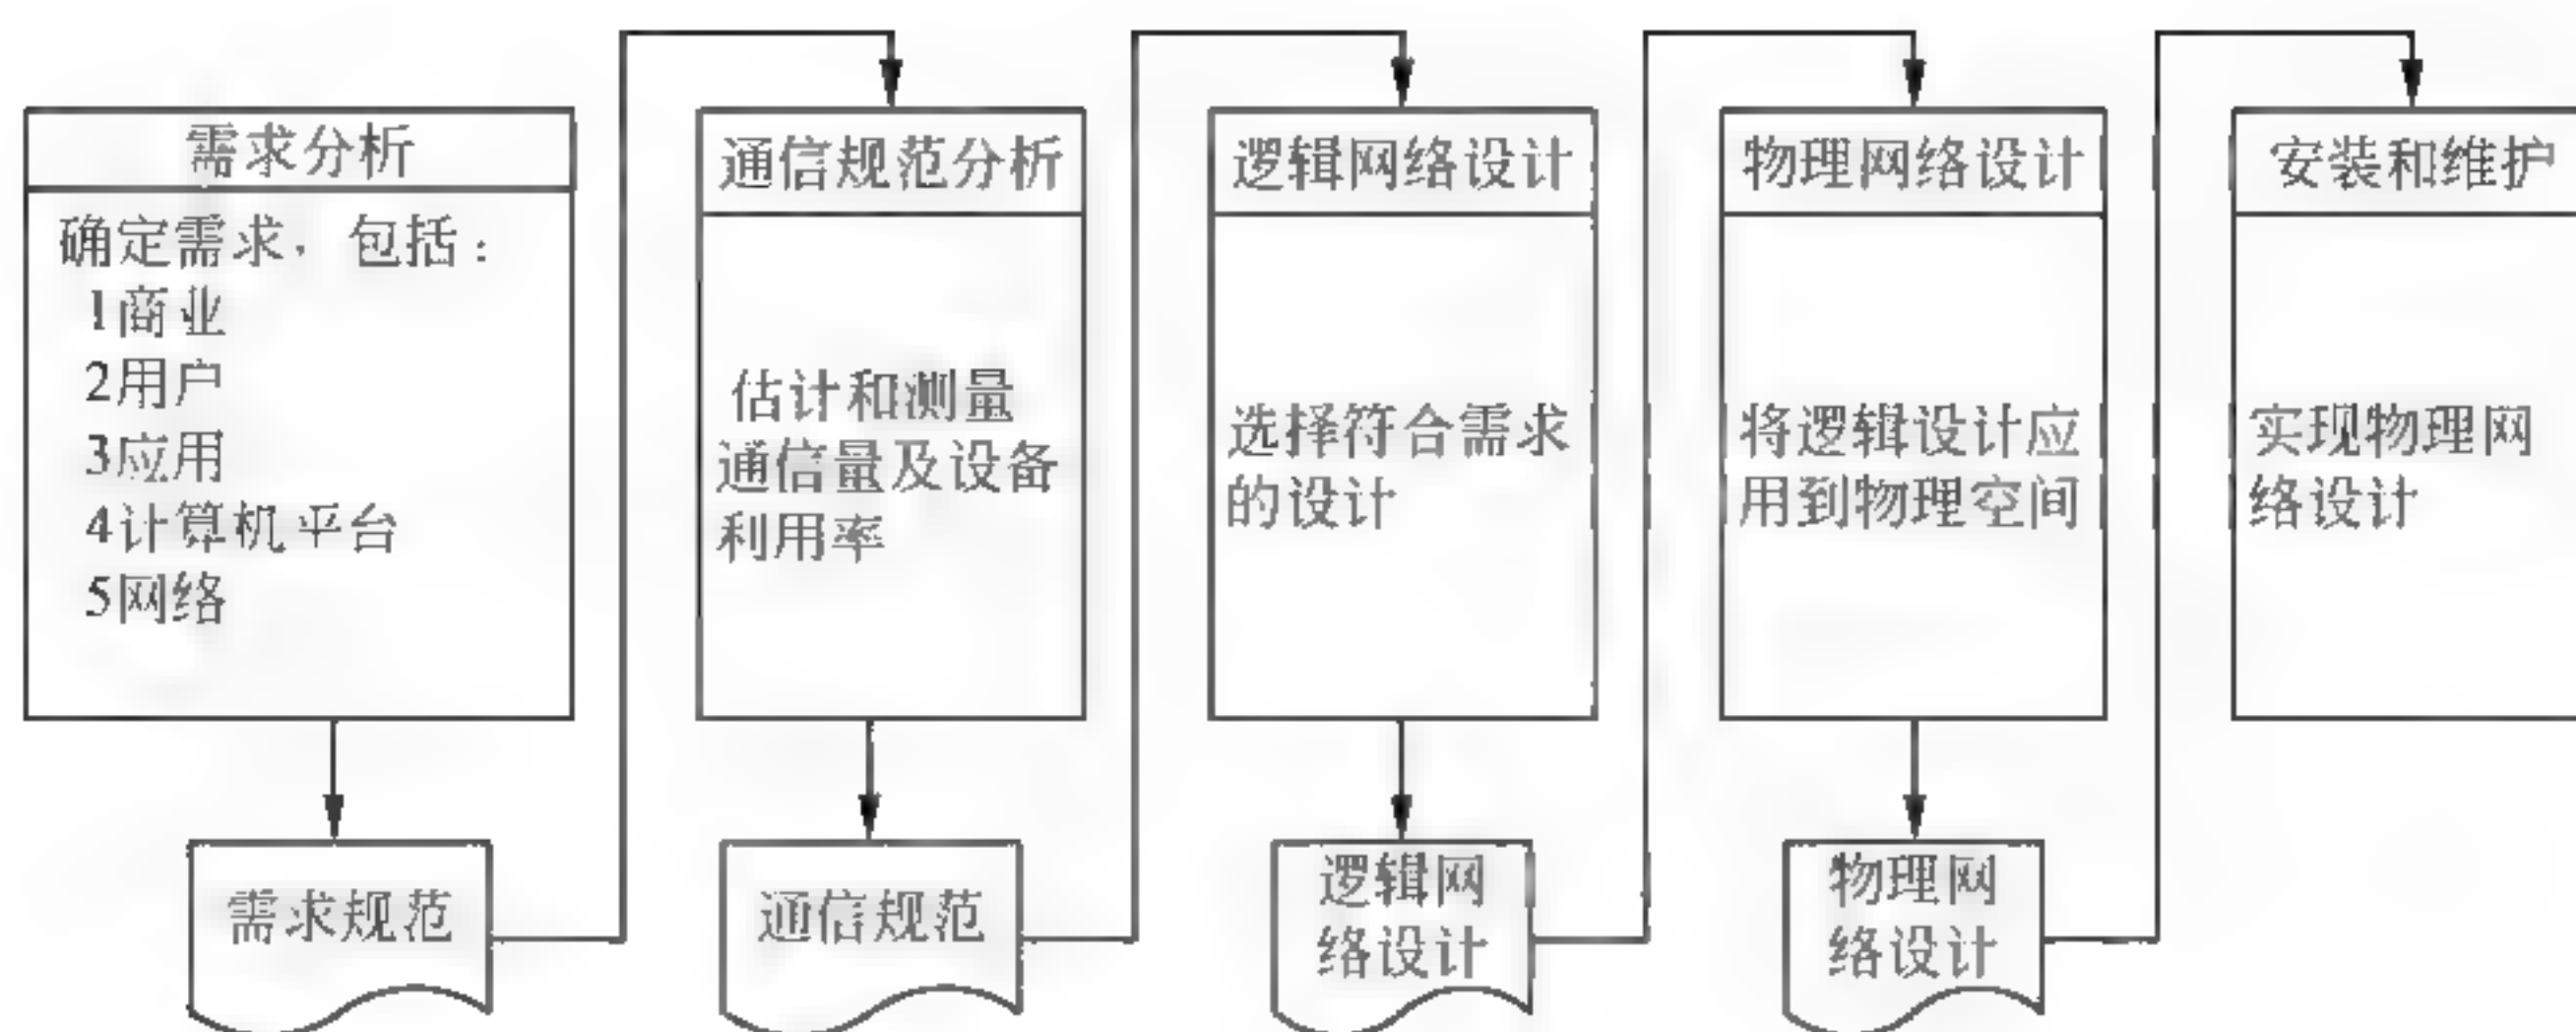 需求分析
确定需求，包括：
1商业
2用户
3应用
4计算机平台
5网络
需求规范
通信规范分析
估计和测量
通信量及设备
利用率
通信规范
逻辑网络设计
选择符合需求
的设计
逻辑网
络设计
物理网络设计
将逻辑设计应
用到物理空间
物理网
络设计
安装和维护
实现物理网
络设计